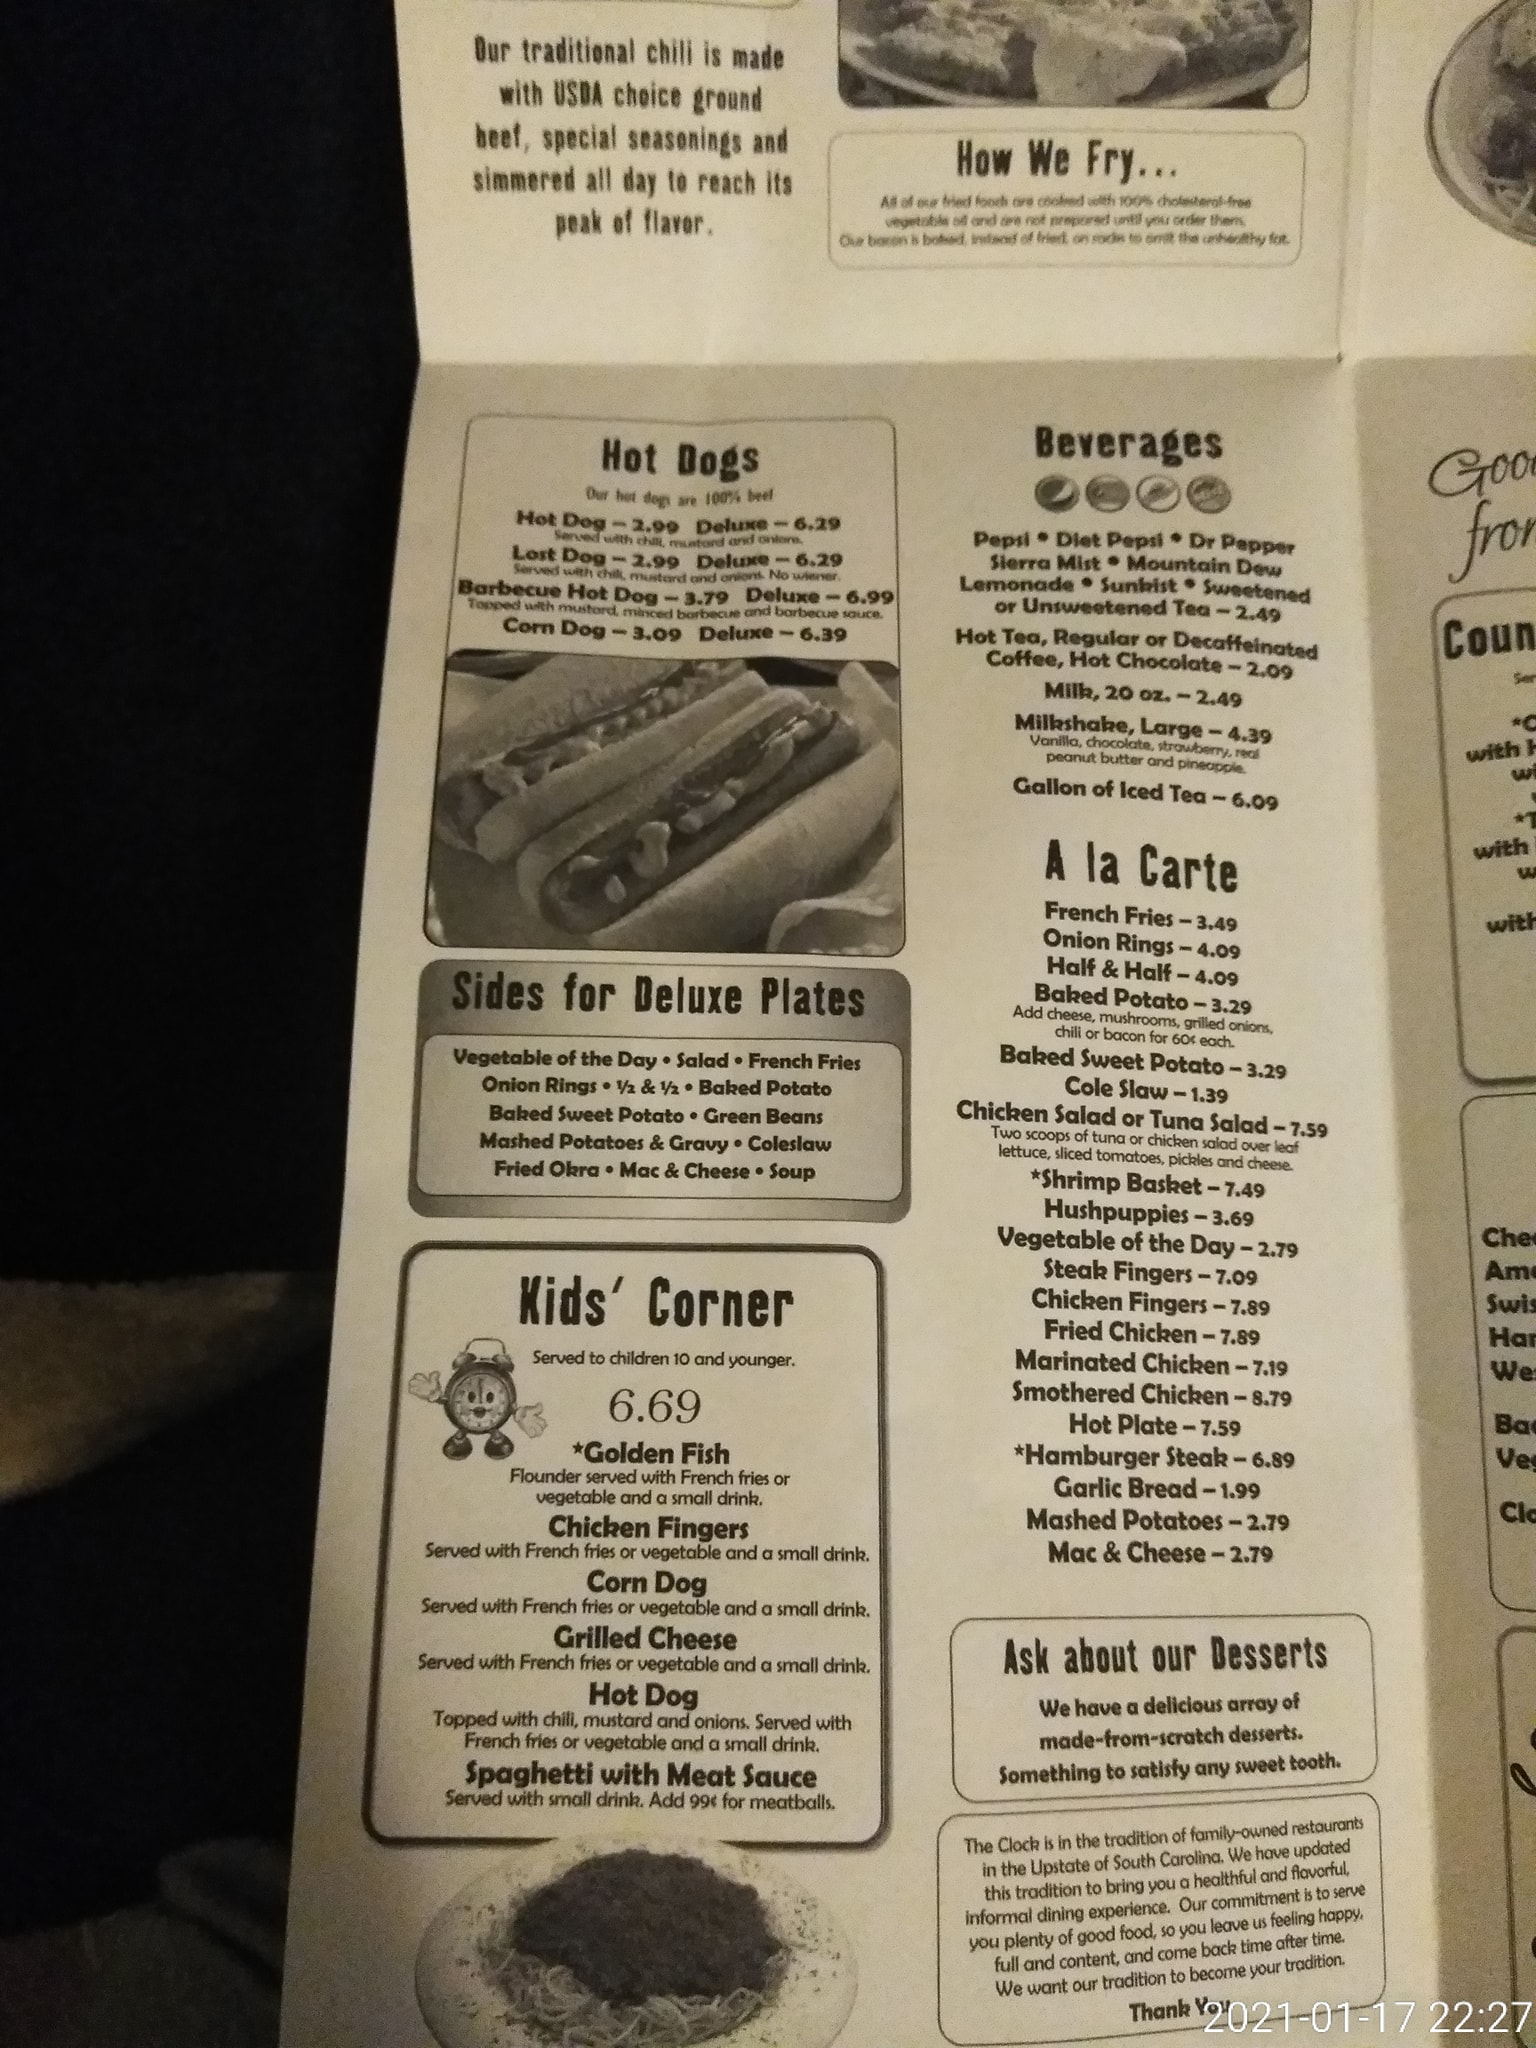 Our traditional chili is made
with USDA choice ground
beef, special seasonings and
simmered all day to reach its
peak of flavor.
How We Fry...
All of our fried foods are cooked with 100% cholesterol-free
vegetable oil and are not prepared until you order them.
Our bacon is baked, instead of fried, on racks to omit the unhealthy fat.
Hot Dogs
Our hot dogs are 100% beef
Hot Dog – 2.99 Deluxe – 6.29
Served with chili, mustard and onions.
Lost Dog – 2.99 Deluxe – 6.29
Served with chili, mustard and onions. No wiener.
Barbecue Hot Dog – 3.79 Deluxe – 6.99
Topped with mustard, minced barbecue and barbecue sauce.
Corn Dog – 3.09 Deluxe – 6.39
Sides for Deluxe Plates
Vegetable of the Day • Salad • French Fries
Onion Rings • ½ & ½ • Baked Potato
Baked Sweet Potato • Green Beans
Mashed Potatoes & Gravy • Coleslaw
Fried Okra • Mac & Cheese • Soup
Kids' Corner
Served to children 10 and younger.
6.69
*Golden Fish
Flounder served with French fries or
vegetable and a small drink.
Chicken Fingers
Served with French fries or vegetable and a small drink.
Corn Dog
Served with French fries or vegetable and a small drink.
Grilled Cheese
Served with French fries or vegetable and a small drink.
Hot Dog
Topped with chili, mustard and onions. Served with
French fries or vegetable and a small drink.
Spaghetti with Meat Sauce
Served with small drink. Add 99¢ for meatballs.
Beverages
Pepsi • Diet Pepsi • Dr Pepper
Sierra Mist • Mountain Dew
Lemonade • Sunkist • Sweetened
or Unsweetened Tea – 2.49
Hot Tea, Regular or Decaffeinated
Coffee, Hot Chocolate – 2.09
Milk, 20 oz. – 2.49
Milkshake, Large – 4.39
Vanilla, chocolate, strawberry, real
peanut butter and pineapple.
Gallon of Iced Tea – 6.09
A la Carte
French Fries – 3.49
Onion Rings – 4.09
Half & Half – 4.09
Baked Potato – 3.29
Add cheese, mushrooms, grilled onions,
chili or bacon for 60¢ each.
Baked Sweet Potato – 3.29
Cole Slaw – 1.39
Chicken Salad or Tuna Salad – 7.59
Two scoops of tuna or chicken salad over leaf
lettuce, sliced tomatoes, pickles and cheese.
*Shrimp Basket – 7.49
Hushpuppies – 3.69
Vegetable of the Day – 2.79
Steak Fingers – 7.09
Chicken Fingers – 7.89
Fried Chicken – 7.89
Marinated Chicken – 7.19
Smothered Chicken – 8.79
Hot Plate – 7.59
*Hamburger Steak – 6.89
Garlic Bread – 1.99
Mashed Potatoes – 2.79
Mac & Cheese – 2.79
Ask about our Desserts
We have a delicious array of
made-from-scratch desserts.
Something to satisfy any sweet tooth.
The Clock is in the tradition of family-owned restaurants
in the Upstate of South Carolina. We have updated
this tradition to bring you a healthful and flavorful,
informal dining experience. Our commitment is to serve
you plenty of good food, so you leave us feeling happy,
full and content, and come back time after time.
We want our tradition to become your tradition.
Thank You
with
with
with
2021-01-17 22:27